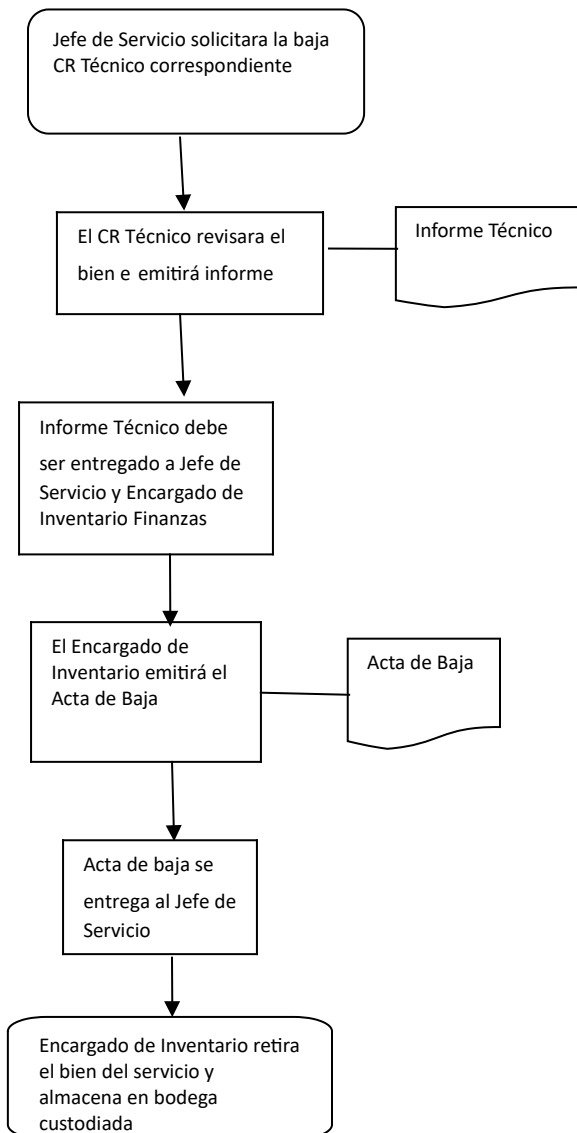 Jefe de Servicio solicitara la baja
CR Técnico correspondiente
El CR Técnico revisara el
bien e emitirá informe
Informe Técnico
Informe Técnico debe
ser entregado a Jefe de
Servicio y Encargado de
Inventario Finanzas
El Encargado de
Inventario emitirá el
Acta de Baja
Acta de Baja
Acta de baja se
entrega al Jefe de
Servicio
Encargado de Inventario retira
el bien del servicio y
almacena en bodega
custodiada